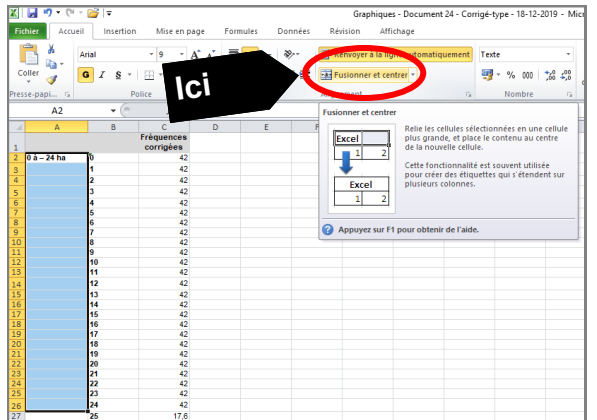 Graphiques - Document 24 - Corrigé-type - 18-12-2019 - Micr
Fichier Accueil Insertion Mise en page Formules Données Révision Affichage
Coller
Arial 9
G I S
Renvoyer à la ligne automatiquement
Fusionner et centrer
Texte
% 000
Presse-papi... Police Nombre
Ici
A2
A B C D E F
1 Fréquences corrigées
2 0 à – 24 ha 0 42
3 1 42
4 2 42
5 3 42
6 4 42
7 5 42
8 6 42
9 7 42
10 8 42
11 9 42
12 10 42
13 11 42
14 12 42
15 13 42
16 14 42
17 15 42
18 16 42
19 17 42
20 18 42
21 19 42
22 20 42
23 21 42
24 22 42
25 23 42
26 24 42
27 25 17,6
Fusionner et centrer
Excel
1 2
Excel
1 2
Relie les cellules sélectionnées en une cellule
plus grande, et place le contenu au centre
de la nouvelle cellule.
Cette fonctionnalité est souvent utilisée
pour créer des étiquettes qui s'étendent sur
plusieurs colonnes.
Appuyez sur F1 pour obtenir de l'aide.